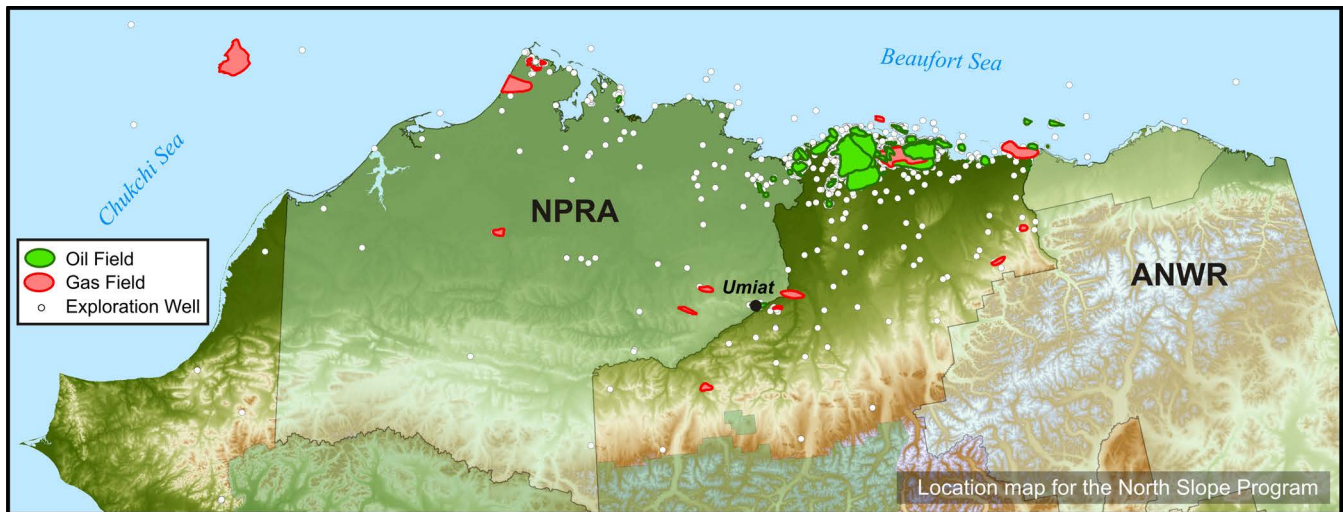 Beaufort Sea
Chukchi Sea
NPRA
Oil Field
Gas Field
Exploration Well
Umiat
ANWR
Location map for the North Slope Program